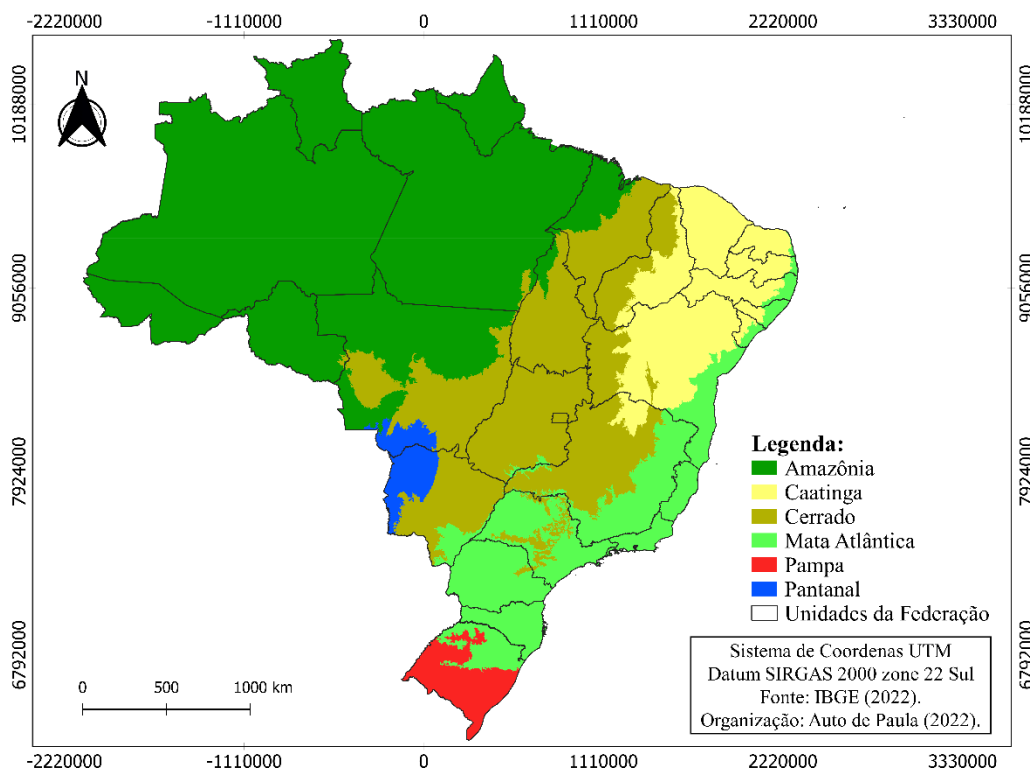 -2220000 -1110000 0 1110000 2220000 3330000
10188000 10188000
9056000 9056000
7924000 7924000
6792000 6792000
N
Legenda:
Amazônia
Caatinga
Cerrado
Mata Atlântica
Pampa
Pantanal
Unidades da Federação
0 500 1000 km
Sistema de Coordenas UTM
Datum SIRGAS 2000 zone 22 Sul
Fonte: IBGE (2022).
Organização: Auto de Paula (2022).
-2220000 -1110000 0 1110000 2220000 3330000